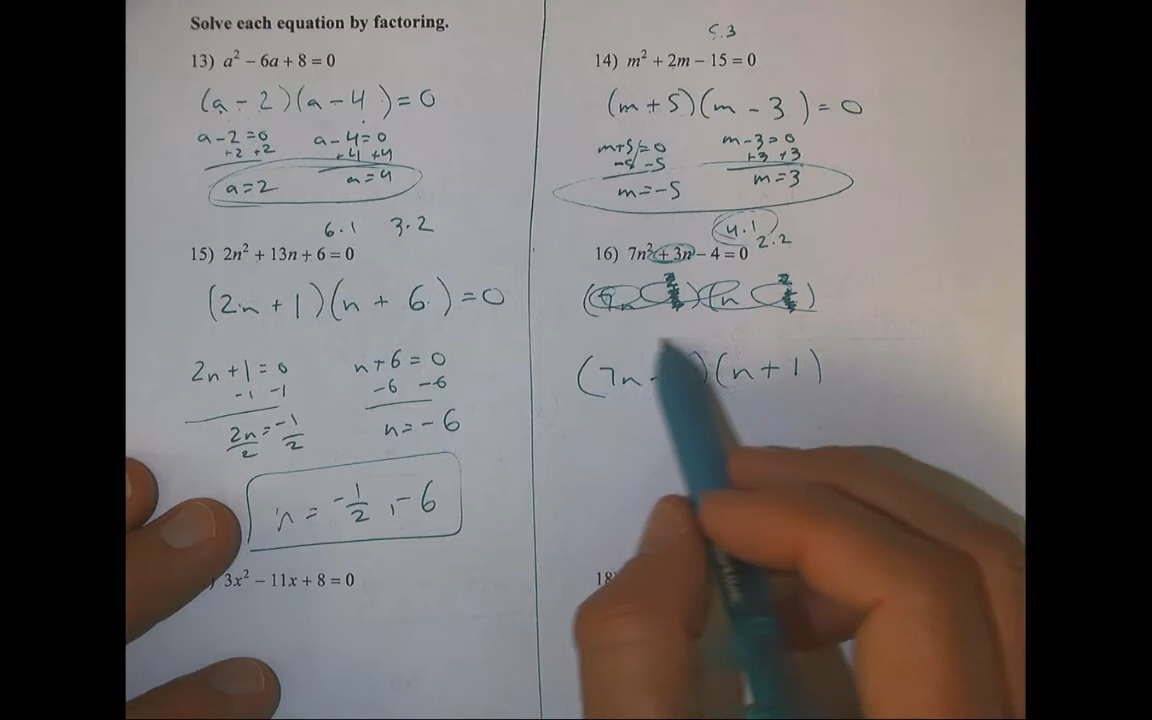 Solve each equation by factoring.
13) a² − 6a + 8 = 0
(a − 2)(a − 4) = 0
a − 2 = 0
+2 +2
a = 2
a − 4 = 0
+4 +4
a = 4
5.3
14) m² + 2m − 15 = 0
(m + 5)(m − 3) = 0
m+5 = 0
−5 −5
m = −5
m − 3 = 0
+3 +3
m = 3
6·1 3·2
15) 2n² + 13n + 6 = 0
(2n + 1)(n + 6) = 0
2n + 1 = 0
−1 −1
2n = −1
2 2
n + 6 = 0
−6 −6
n = −6
n = −1/2, −6
4·1
2·2
16) 7n² + 3n − 4 = 0
(7n )(n + 1)
3x² − 11x + 8 = 0
18